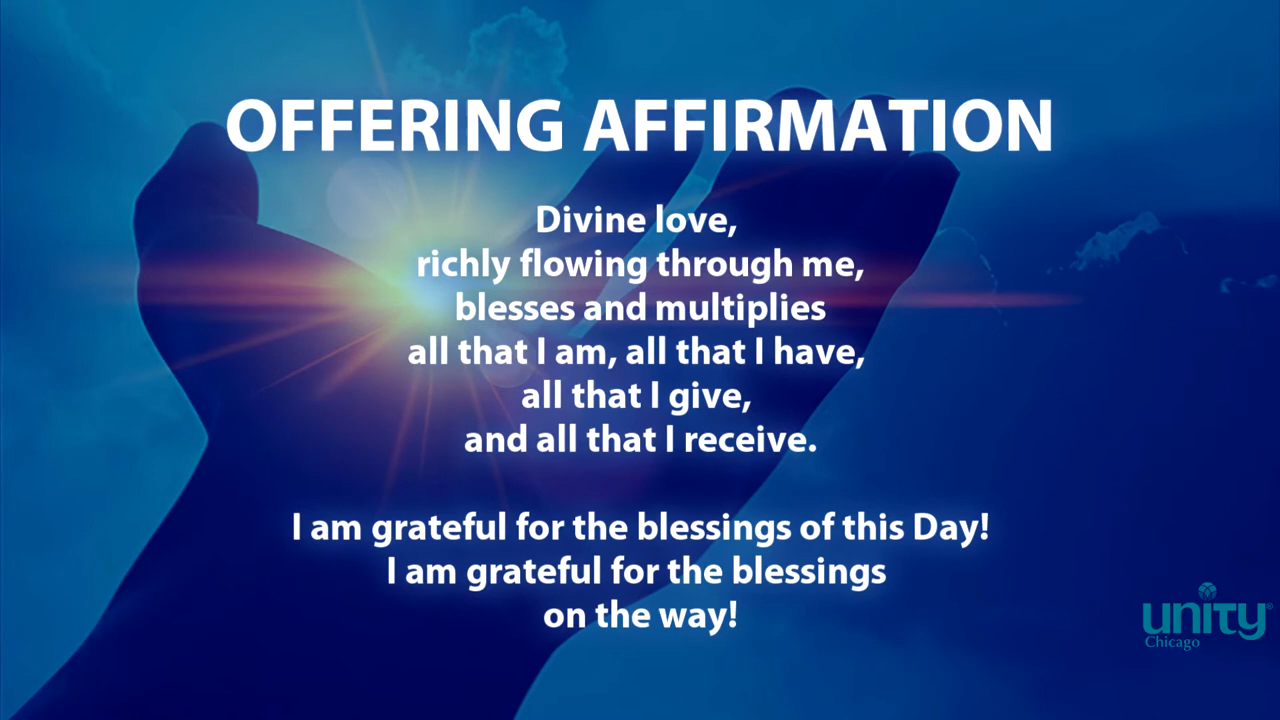 OFFERING AFFIRMATION
Divine love,
richly flowing through me,
blesses and multiplies
all that I am, all that I have,
all that I give,
and all that I receive.
I am grateful for the blessings of this Day!
I am grateful for the blessings
on the way!
unity®
Chicago